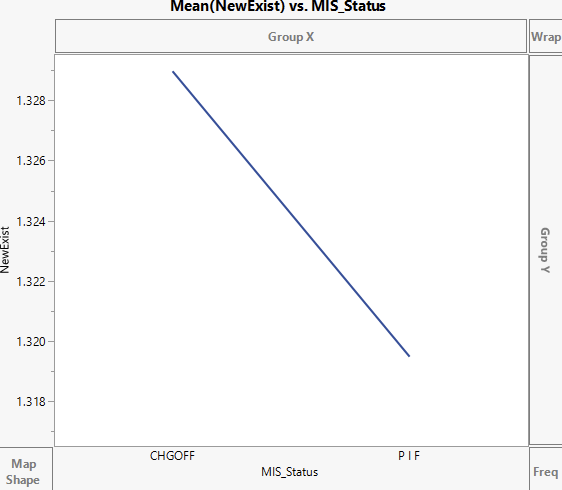 Mean(NewExist) vs. MIS_Status
Group X
Wrap
1.328
1.326
1.324
1.322
1.320
1.318
NewExist
Group Y
CHGOFF
P I F
MIS_Status
Map
Shape
Freq